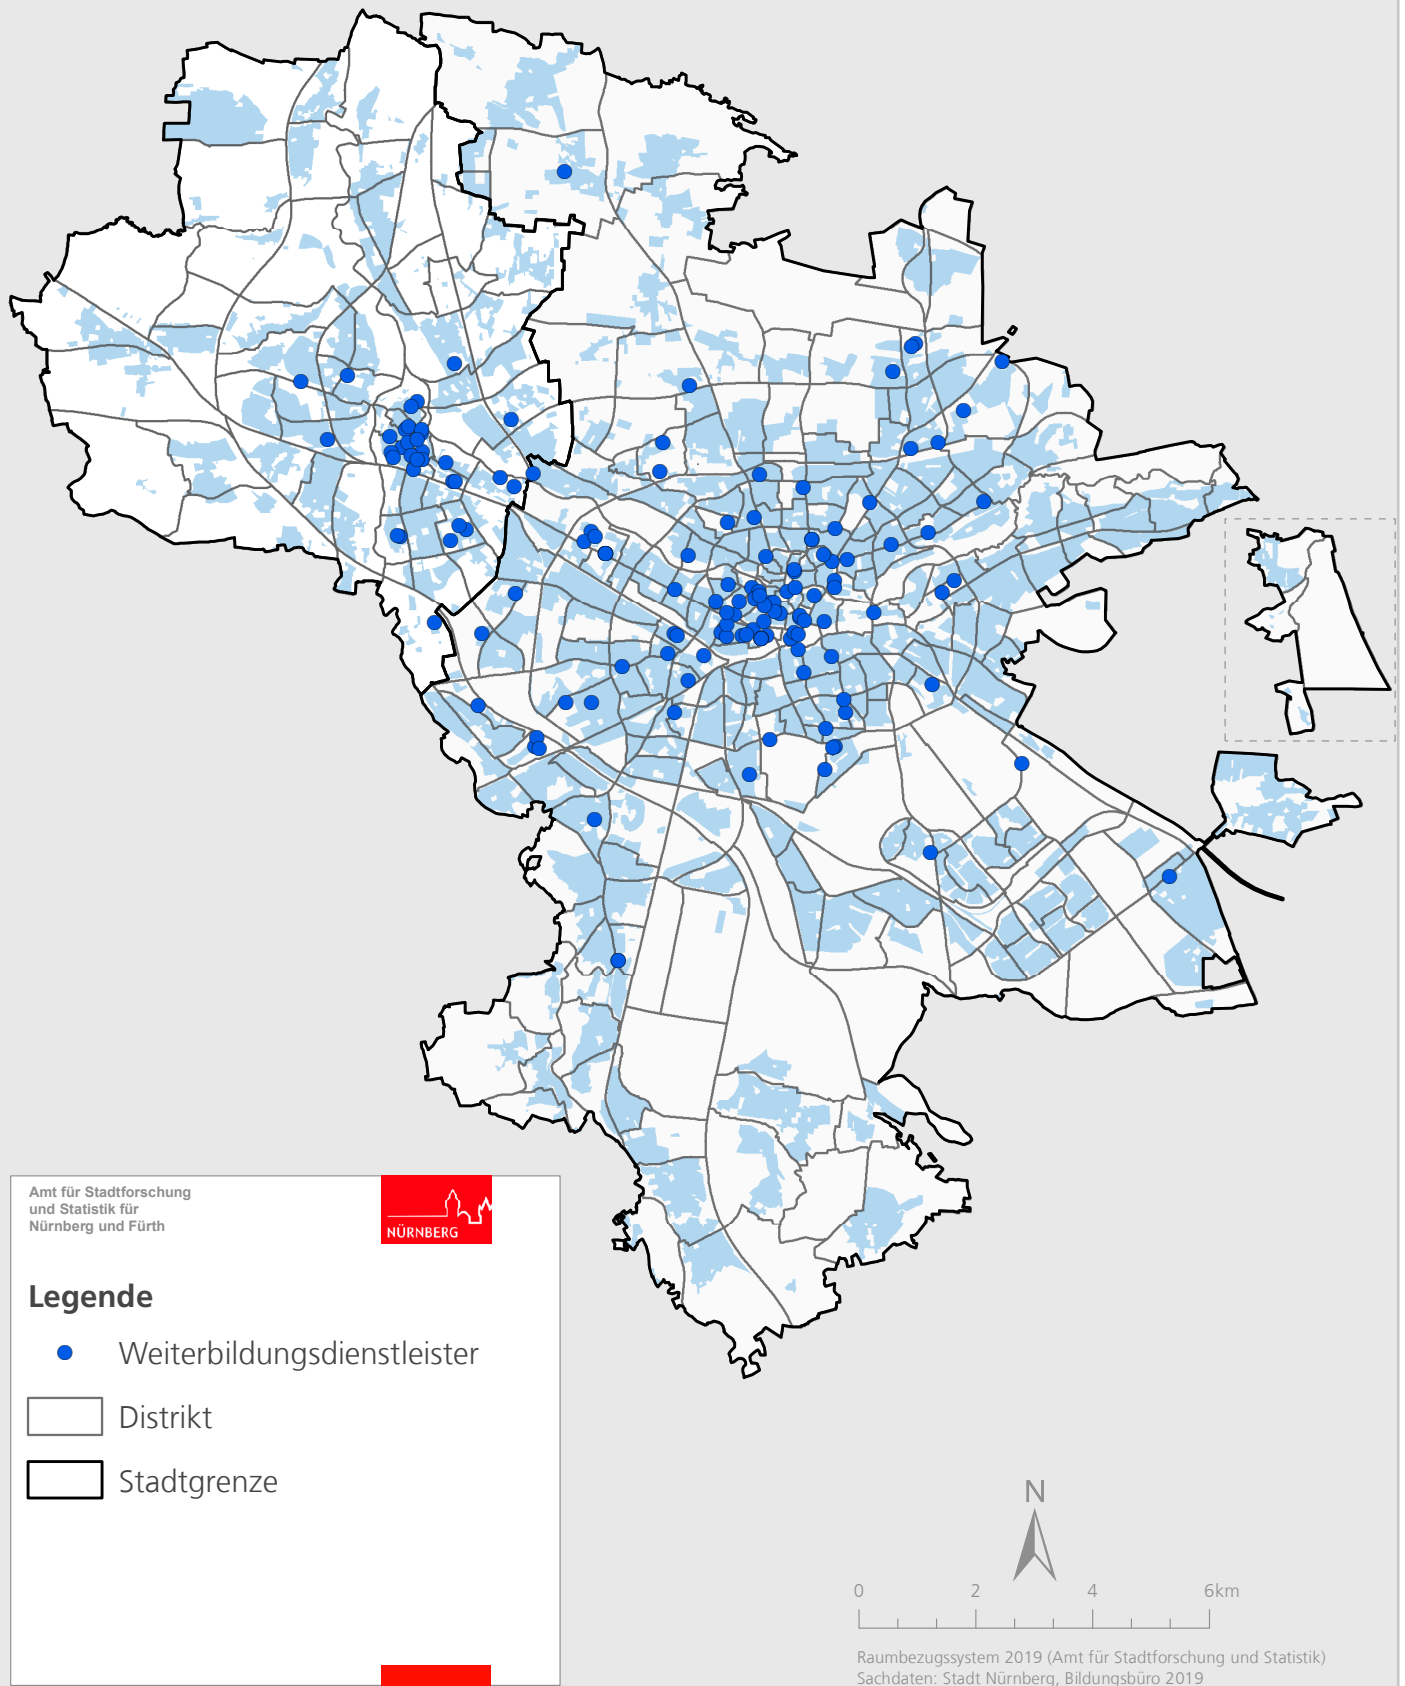 Amt für Stadtforschung
und Statistik für
Nürnberg und Fürth
NÜRNBERG
Legende
Weiterbildungsdienstleister
Distrikt
Stadtgrenze
N
0 2 4 6km
Raumbezugssystem 2019 (Amt für Stadtforschung und Statistik)
Sachdaten: Stadt Nürnberg, Bildungsbüro 2019